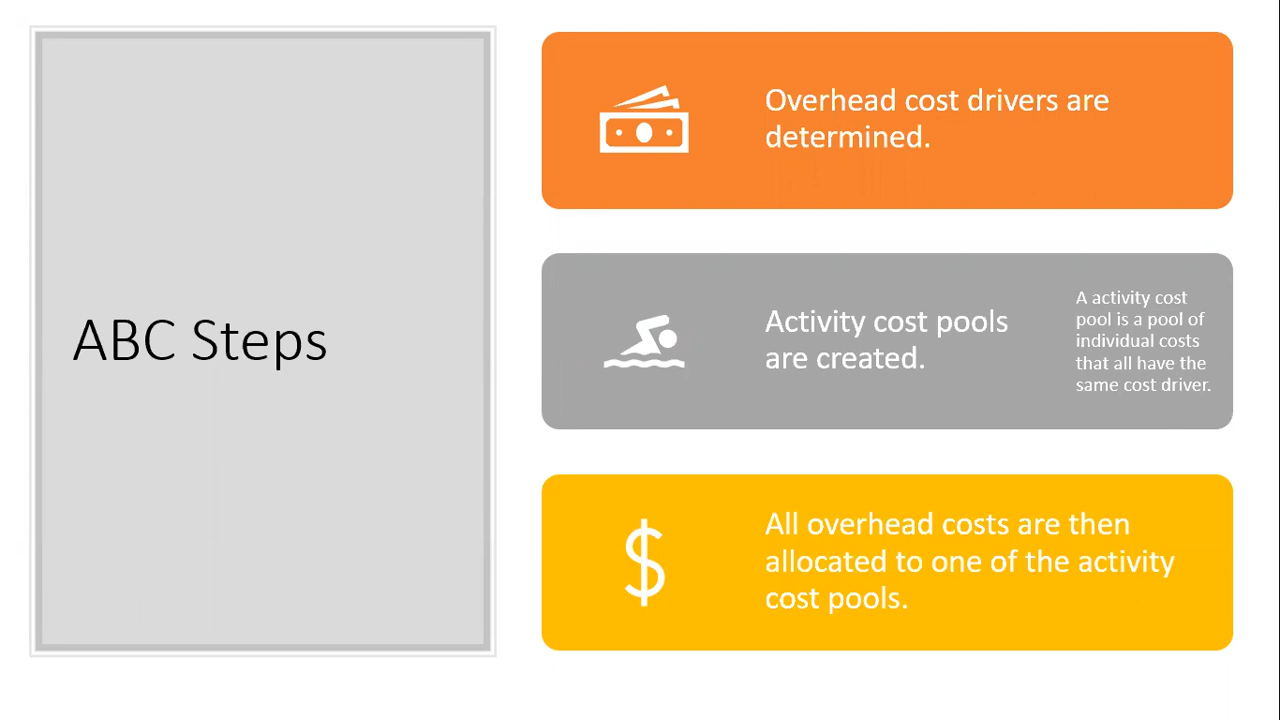 ABC Steps
Overhead cost drivers are
determined.
Activity cost pools
are created.
A activity cost
pool is a pool of
individual costs
that all have the
same cost driver.
All overhead costs are then
allocated to one of the activity
cost pools.